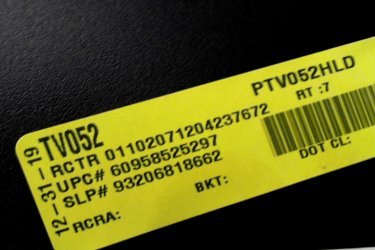 PTV052HLD
TV052
RT :7
RCTR 01102071204237672
UPC# 60958525297
SLP# 93206818662
12-31-19
BKT:
DOT CL:
RCRA: